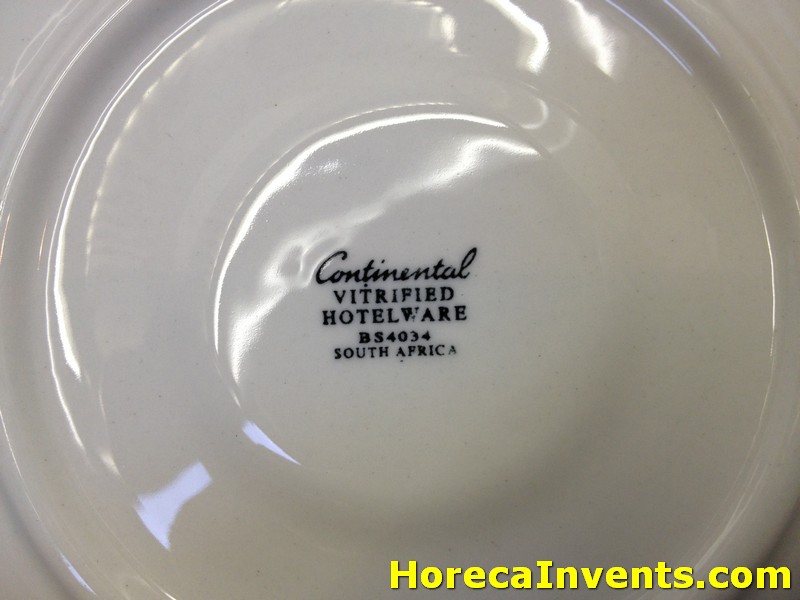 Continental
VITRIFIED
HOTELWARE
BS4034
SOUTH AFRICA
HorecaInvents.com